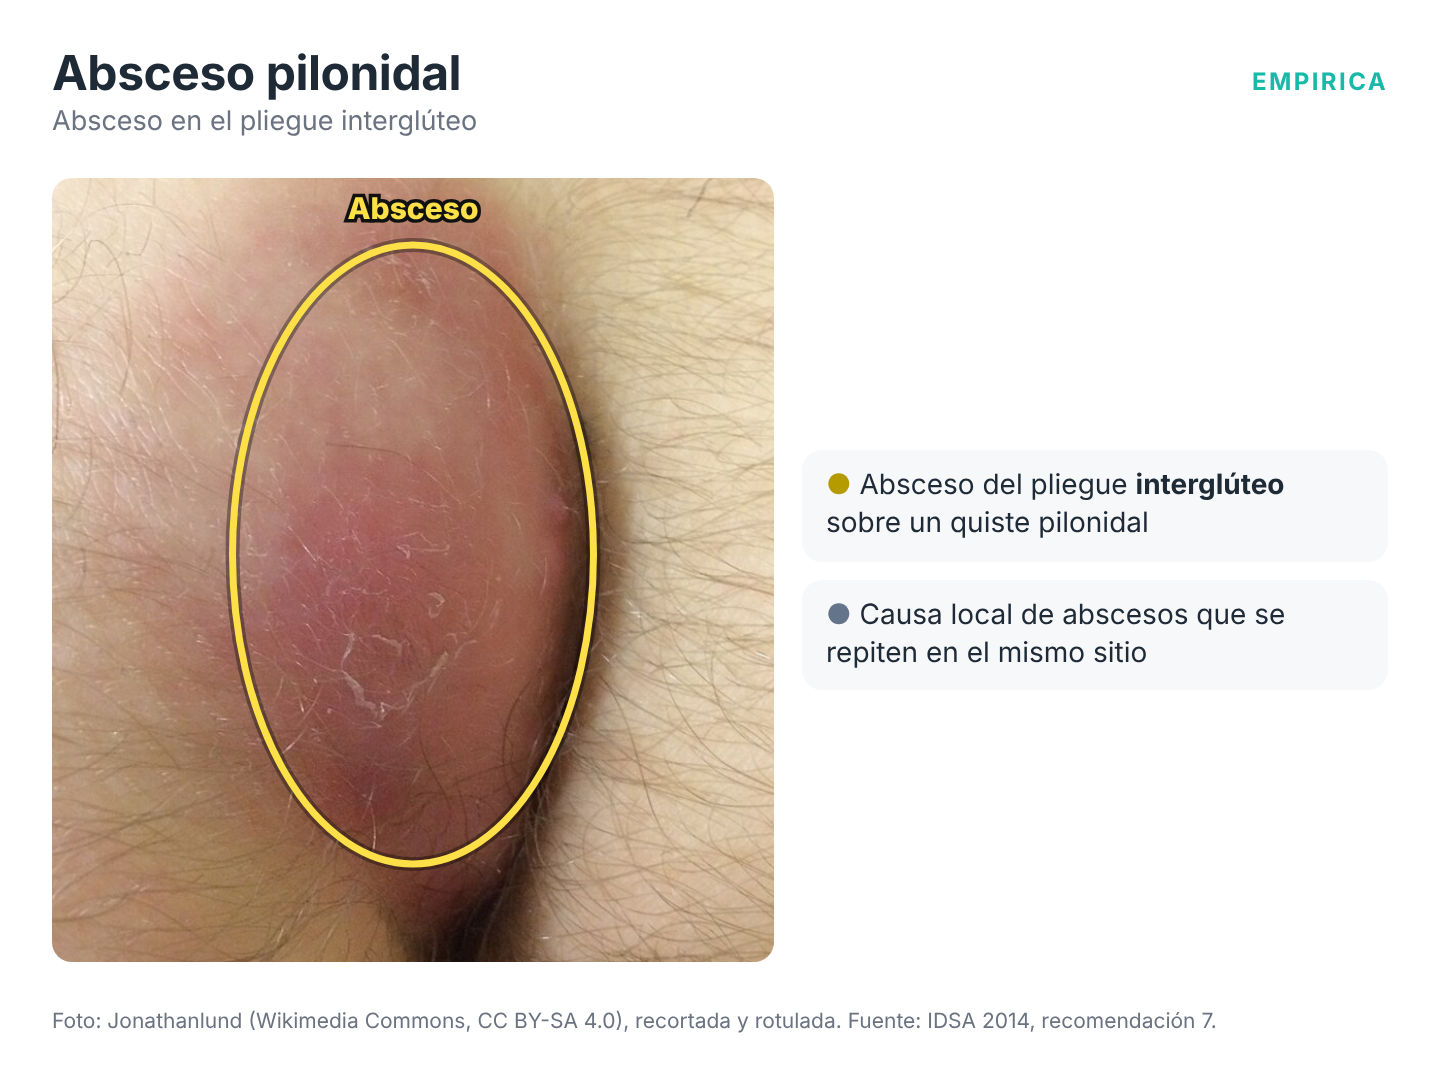 Absceso pilonidal
EMPIRICA
Absceso en el pliegue interglúteo
Absceso
Absceso del pliegue interglúteo
sobre un quiste pilonidal
Causa local de abscesos que se
repiten en el mismo sitio
Foto: Jonathanlund (Wikimedia Commons, CC BY-SA 4.0), recortada y rotulada. Fuente: IDSA 2014, recomendación 7.